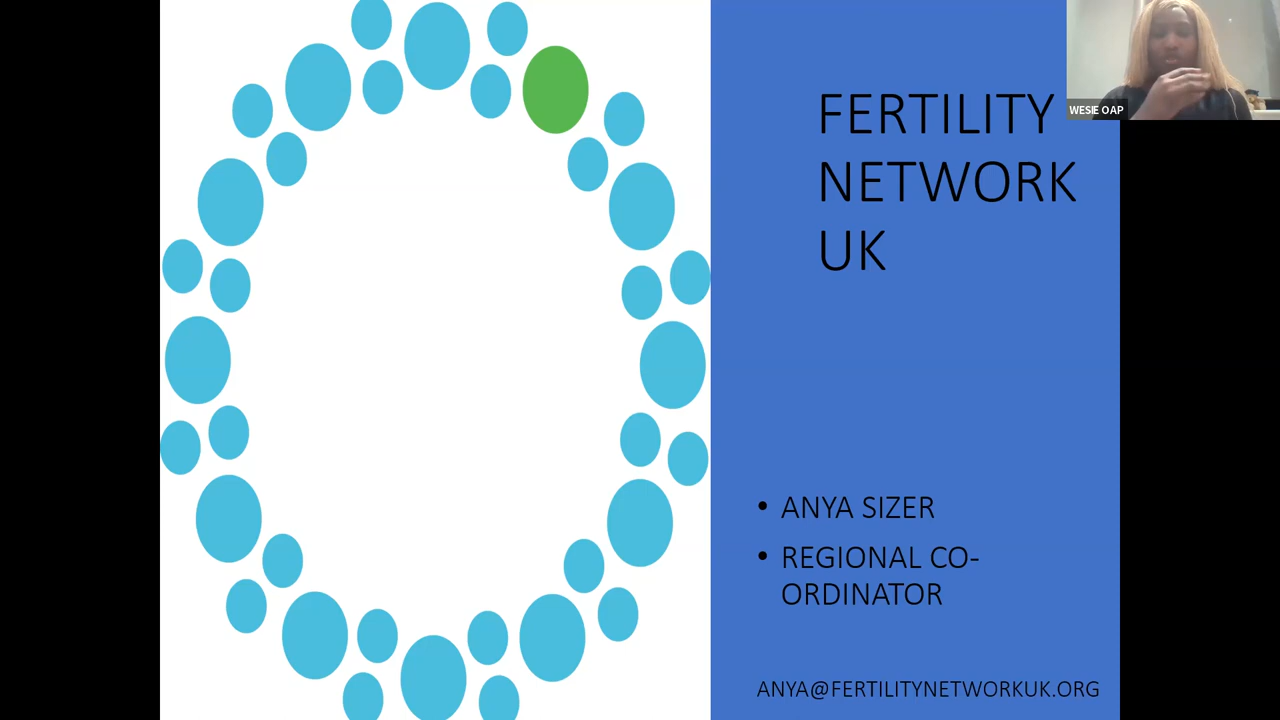 FERTILITY
NETWORK
UK
WESIE OAP
• ANYA SIZER
• REGIONAL CO-
ORDINATOR
ANYA@FERTILITYNETWORKUK.ORG